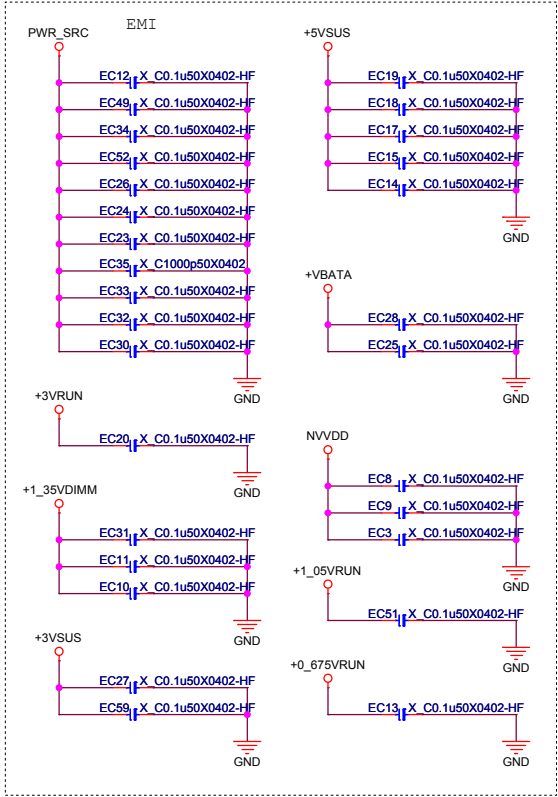 EMI
PWR_SRC
EC12 X_C0.1u50X0402-HF
EC49 X_C0.1u50X0402-HF
EC34 X_C0.1u50X0402-HF
EC52 X_C0.1u50X0402-HF
EC26 X_C0.1u50X0402-HF
EC24 X_C0.1u50X0402-HF
EC23 X_C0.1u50X0402-HF
EC35 X_C1000p50X0402
EC33 X_C0.1u50X0402-HF
EC32 X_C0.1u50X0402-HF
EC30 X_C0.1u50X0402-HF
GND
+3VRUN
EC20 X_C0.1u50X0402-HF
GND
+1_35VDIMM
EC31 X_C0.1u50X0402-HF
EC11 X_C0.1u50X0402-HF
EC10 X_C0.1u50X0402-HF
GND
+3VSUS
EC27 X_C0.1u50X0402-HF
EC59 X_C0.1u50X0402-HF
GND
+5VSUS
EC19 X_C0.1u50X0402-HF
EC18 X_C0.1u50X0402-HF
EC17 X_C0.1u50X0402-HF
EC15 X_C0.1u50X0402-HF
EC14 X_C0.1u50X0402-HF
GND
+VBATA
EC28 X_C0.1u50X0402-HF
EC25 X_C0.1u50X0402-HF
GND
NVVDD
EC8 X_C0.1u50X0402-HF
EC9 X_C0.1u50X0402-HF
EC3 X_C0.1u50X0402-HF
GND
+1_05VRUN
EC51 X_C0.1u50X0402-HF
GND
+0_675VRUN
EC13 X_C0.1u50X0402-HF
GND